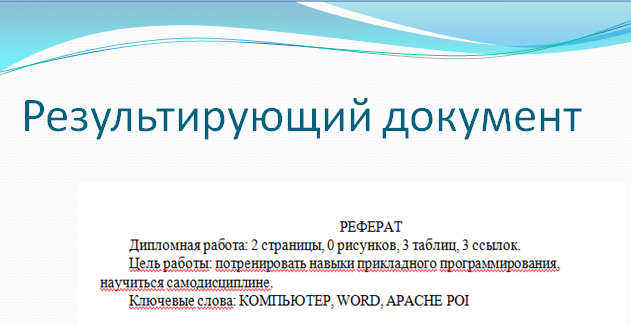 Результирующий документ
РЕФЕРАТ
Дипломная работа: 2 страницы, 0 рисунков, 3 таблиц, 3 ссылок.
Цель работы: потренировать навыки прикладного программирования,
научиться самодисциплине.
Ключевые слова: КОМПЬЮТЕР, WORD, APACHE POI